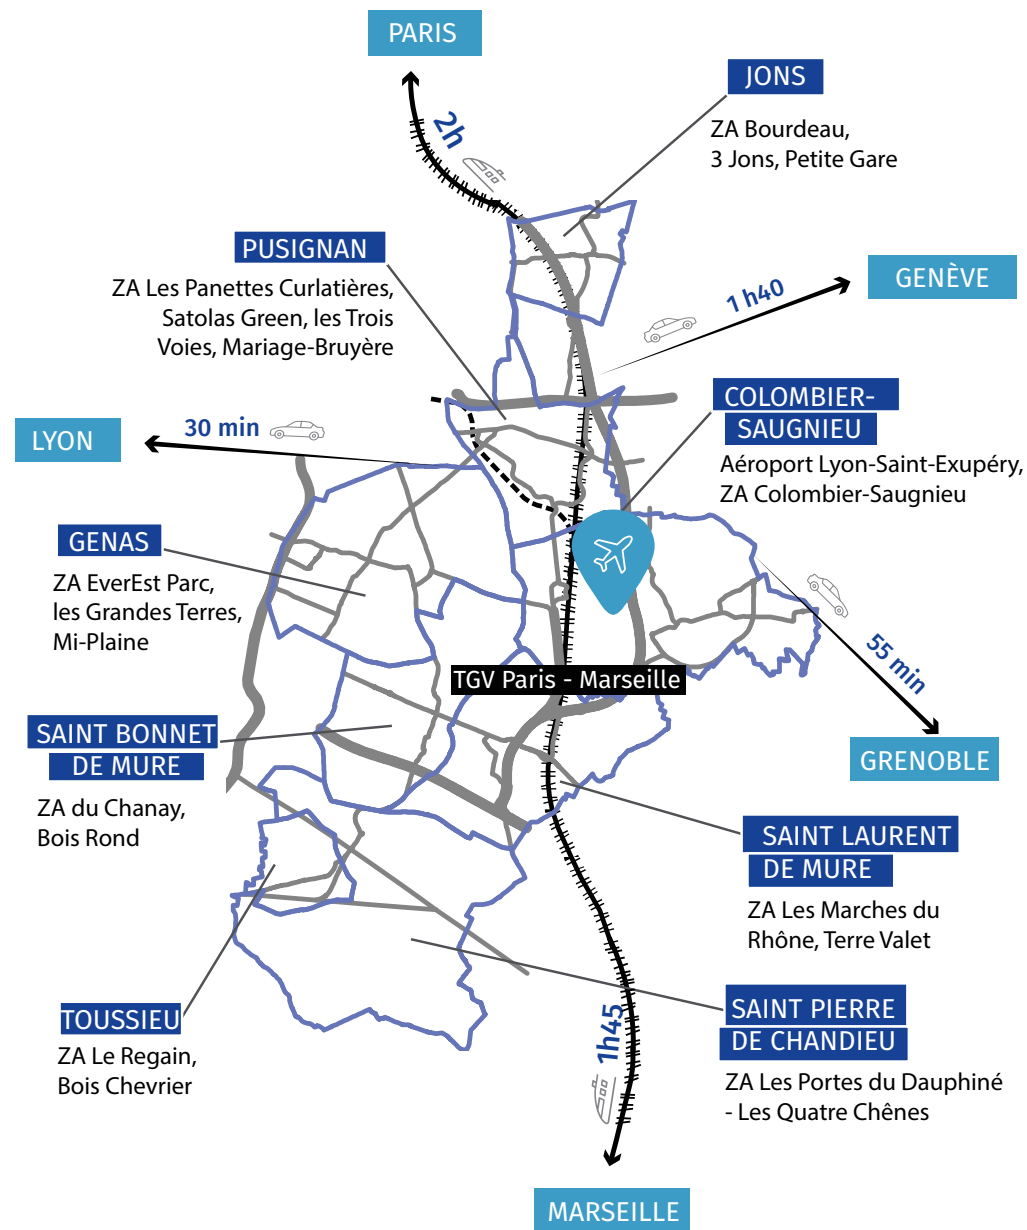 PARIS
2h
JONS
ZA Bourdeau,
3 Jons, Petite Gare
PUSIGNAN
ZA Les Panettes Curlatières,
Satolas Green, les Trois
Voies, Mariage-Bruyère
GENÈVE
1 h40
COLOMBIER-
SAUGNIEU
Aéroport Lyon-Saint-Exupéry,
ZA Colombier-Saugnieu
LYON
30 min
GENAS
ZA EverEst Parc,
les Grandes Terres,
Mi-Plaine
55 min
GRENOBLE
TGV Paris - Marseille
SAINT BONNET
DE MURE
ZA du Chanay,
Bois Rond
SAINT LAURENT
DE MURE
ZA Les Marches du
Rhône, Terre Valet
TOUSSIEU
ZA Le Regain,
Bois Chevrier
SAINT PIERRE
DE CHANDIEU
ZA Les Portes du Dauphiné
- Les Quatre Chênes
1h45
MARSEILLE